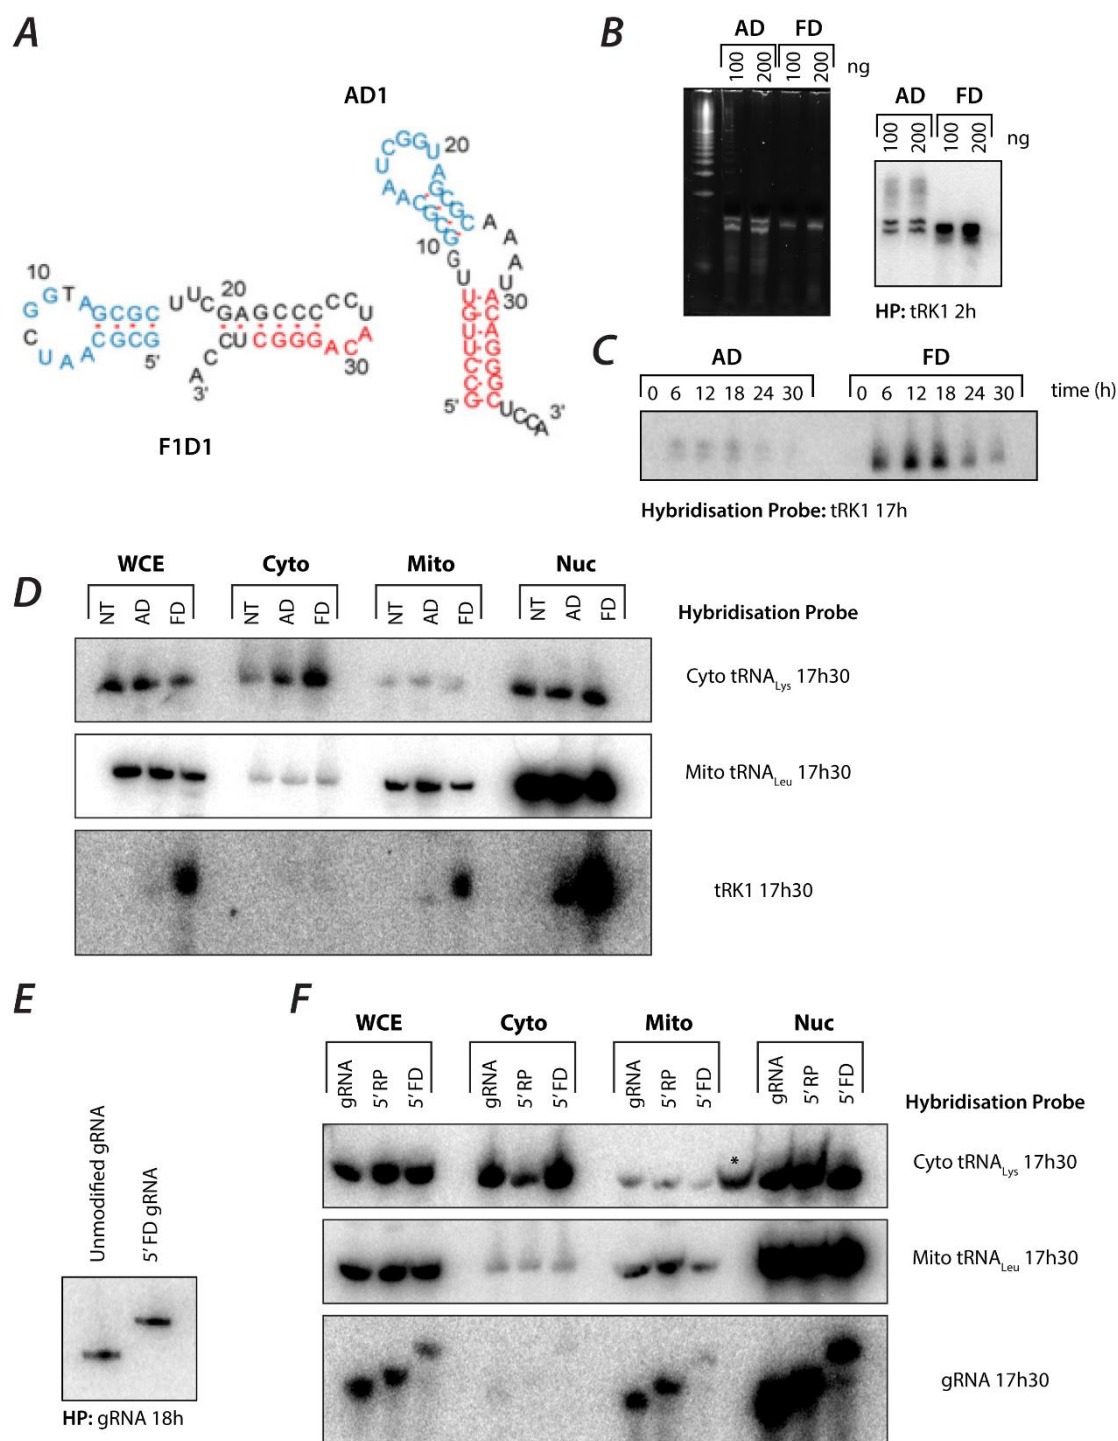 A
AD1
5'
GCCUUGUUGGCGCAAUCGGUAGCGCAAAUACAGGGCUCCA
3'
10
20
30
5'
GCGCAAUCGGTAGCGCUUCGAGCCCCCUACAGGGCUCCA
3'
10
20
30
F1D1
B
AD FD
100 200 100 200 ng
AD FD
100 200 100 200 ng
HP: tRK1 2h
C
AD FD
0 6 12 18 24 30 0 6 12 18 24 30 time (h)
Hybridisation Probe: tRK1 17h
D
WCE Cyto Mito Nuc
NT AD FD NT AD FD NT AD FD NT AD FD
Hybridisation Probe
Cyto tRNALys 17h30
Mito tRNALeu 17h30
tRK1 17h30
E
Unmodified gRNA
5' FD gRNA
HP: gRNA 18h
F
WCE Cyto Mito Nuc
gRNA 5' RP 5' FD gRNA 5' RP 5' FD gRNA 5' RP 5' FD gRNA 5' RP 5' FD
Hybridisation Probe
*
Cyto tRNALys 17h30
Mito tRNALeu 17h30
gRNA 17h30